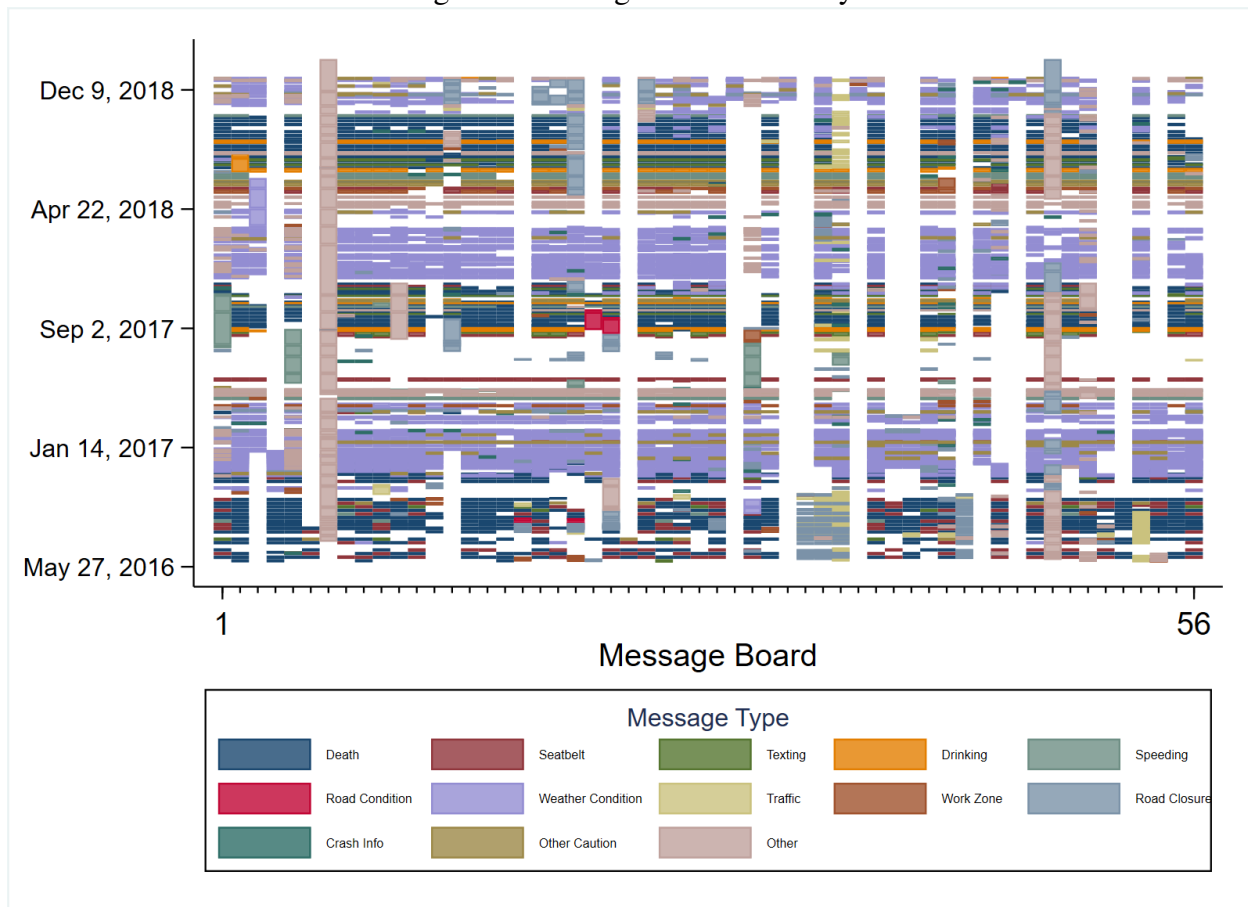 Dec 9, 2018
Apr 22, 2018
Sep 2, 2017
Jan 14, 2017
May 27, 2016
1 56
Message Board
Message Type
Death Seatbelt Texting Drinking Speeding
Road Condition Weather Condition Traffic Work Zone Road Closure
Crash Info Other Caution Other